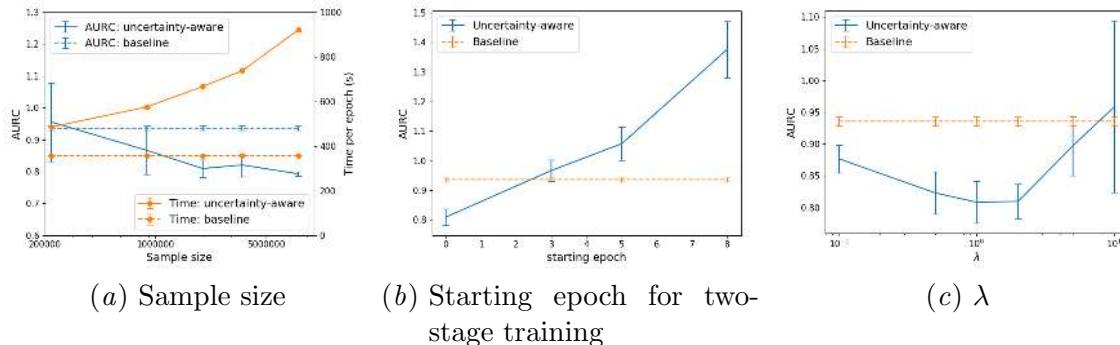 1.3
1.2
1.1
1.0
0.9
0.8
0.7
0.6
AURC
AURC: uncertainty-aware
AURC: baseline
Time: uncertainty-aware
Time: baseline
1000
800
600
400
200
0
Time per epoch (s)
200000 1000000 5000000
Sample size
(a) Sample size
1.5
1.4
1.3
1.2
1.1
1.0
0.9
0.8
AURC
Uncertainty-aware
Baseline
0 1 2 3 4 5 6 7 8
starting epoch
(b) Starting epoch for two-
stage training
1.10
1.05
1.00
0.95
0.90
0.85
0.80
AURC
Uncertainty-aware
Baseline
10⁻¹ 10⁰ 10¹
λ
(c) λ